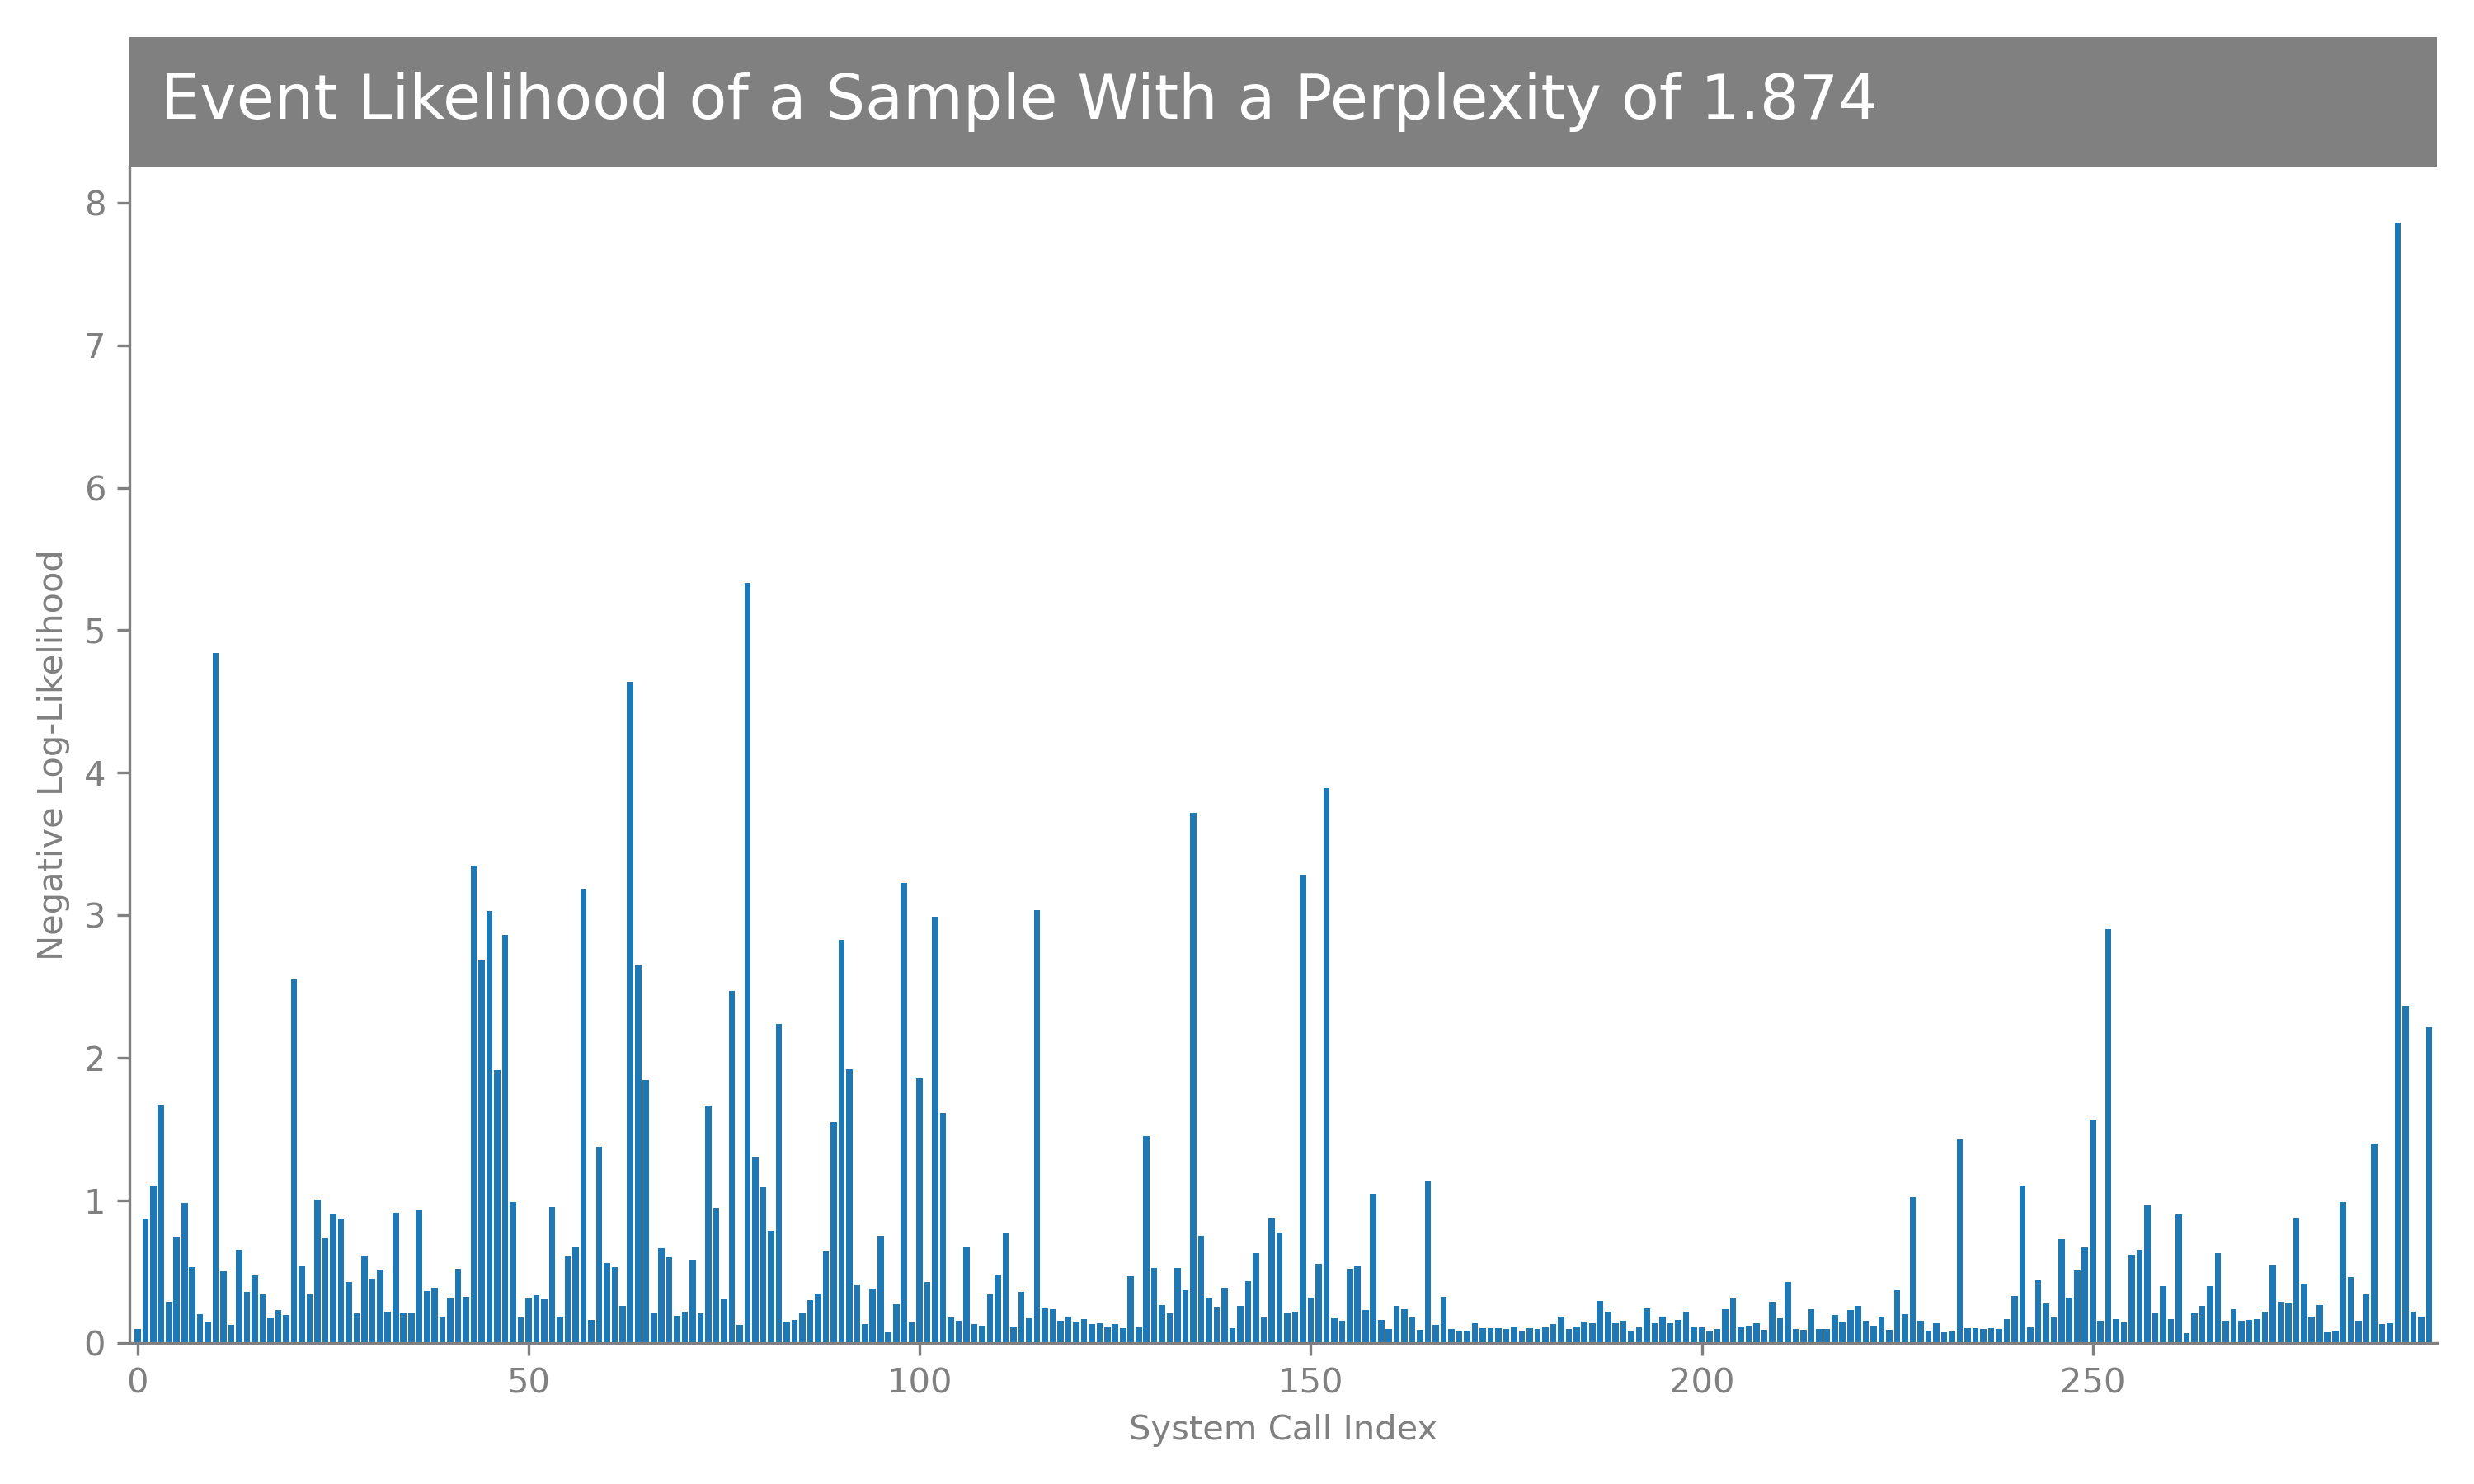 Event Likelihood of a Sample With a Perplexity of 1.874
8
7
6
5
4
3
2
1
0
Negative Log-Likelihood
0 50 100 150 200 250
System Call Index